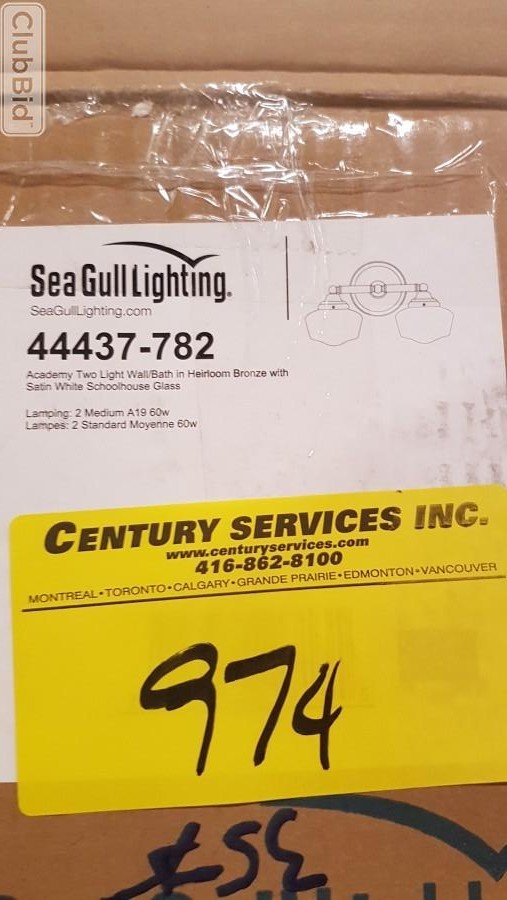 ClubBid
Sea Gull Lighting.
SeaGullLighting.com
44437-782
Academy Two Light Wall/Bath in Heirloom Bronze with
Satin White Schoolhouse Glass
Lamping: 2 Medium A19 60w
Lampes: 2 Standard Moyenne 60w
CENTURY SERVICES INC.
www.centuryservices.com
416-862-8100
MONTREAL•TORONTO•CALGARY•GRANDE PRAIRIE•EDMONTON•VANCOUVER
974